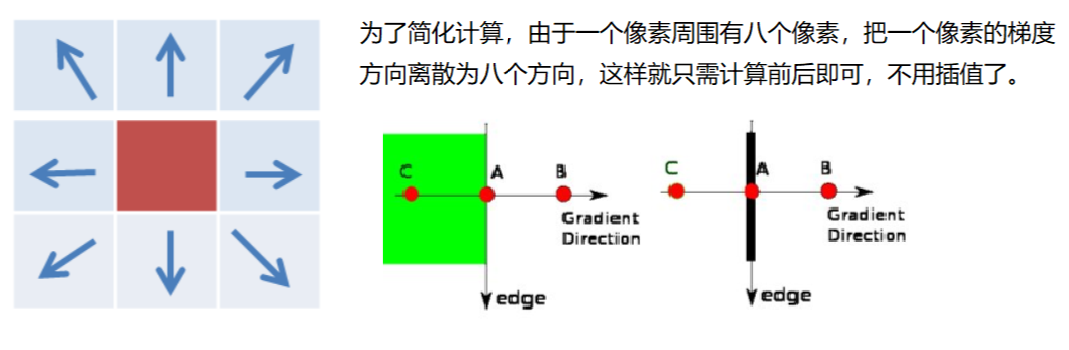 为了简化计算，由于一个像素周围有八个像素，把一个像素的梯度
方向离散为八个方向，这样就只需计算前后即可，不用插值了。
C A B
Gradient
Direction
edge
C A B
Gradient
Direction
edge